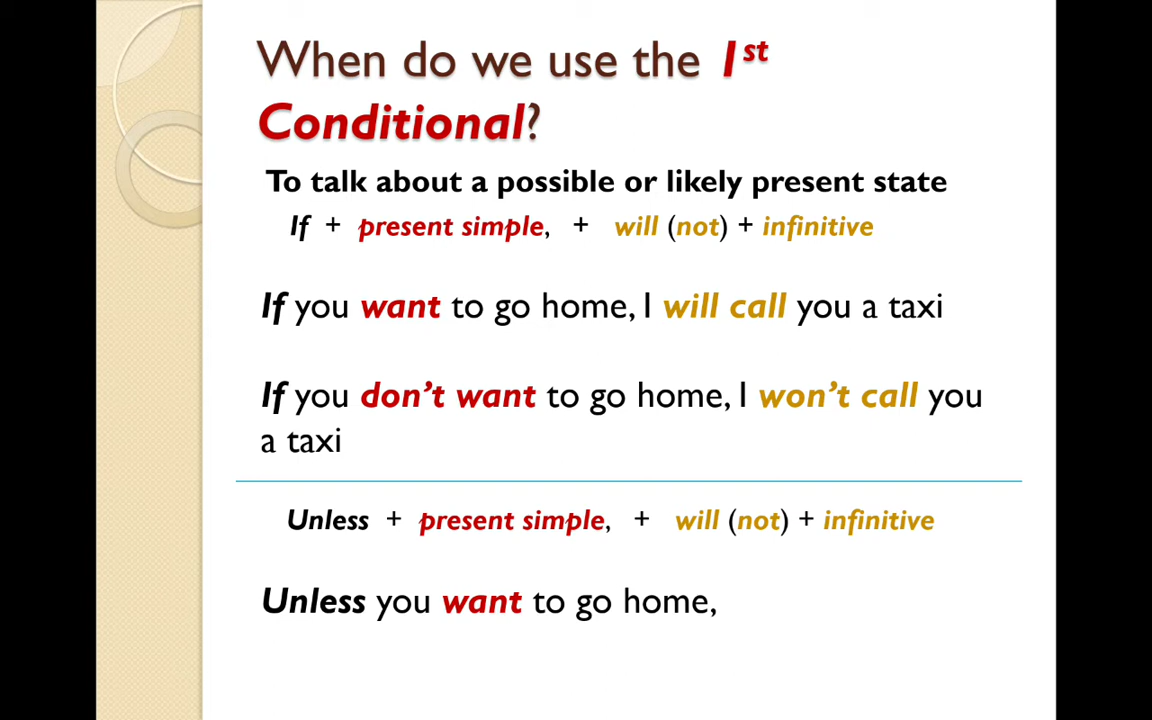 When do we use the 1st
Conditional?
To talk about a possible or likely present state
If + present simple, + will (not) + infinitive
If you want to go home, I will call you a taxi
If you don’t want to go home, I won’t call you
a taxi
Unless + present simple, + will (not) + infinitive
Unless you want to go home,